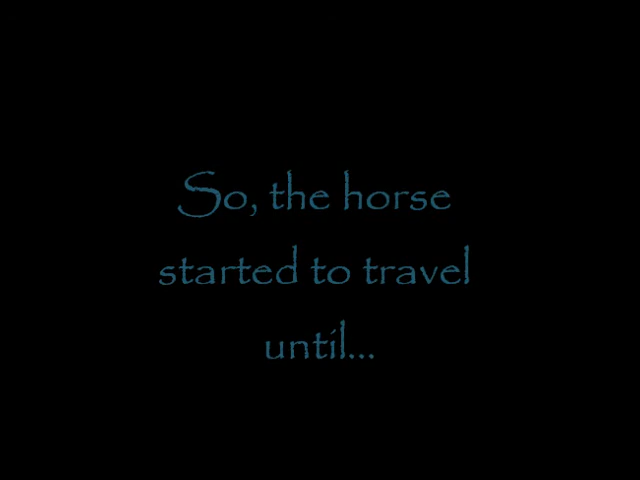 So, the horse
started to travel
until...